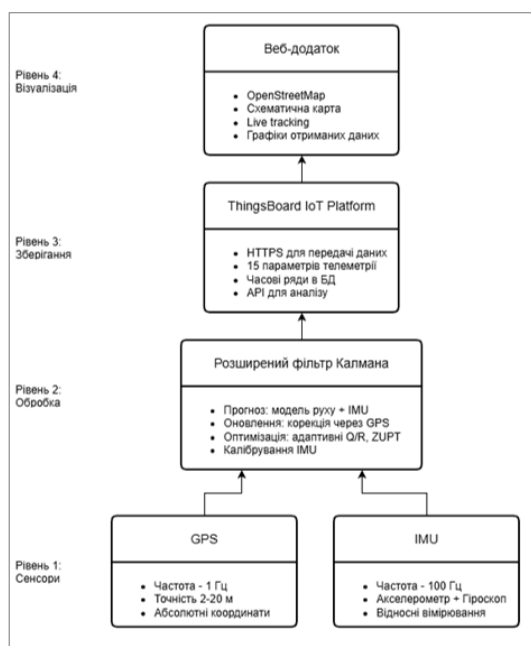 Веб-додаток
Рівень 4:
Візуалізація
OpenStreetMap
Схематична карта
Live tracking
Графіки отриманих даних
ThingsBoard IoT Platform
Рівень 3:
Зберігання
HTTPS для передачі даних
15 параметрів телеметрії
Часові ряди в БД
API для аналізу
Розширений фільтр Калмана
Рівень 2:
Обробка
Прогноз: модель руху + IMU
Оновлення: корекція через GPS
Оптимізація: адаптивні Q/R, ZUPT
Калібрування IMU
GPS
IMU
Рівень 1:
Сенсори
Частота - 1 Гц
Точність 2-20 м
Абсолютні координати
Частота - 100 Гц
Акселерометр + Гіроскоп
Відносні вімірювання